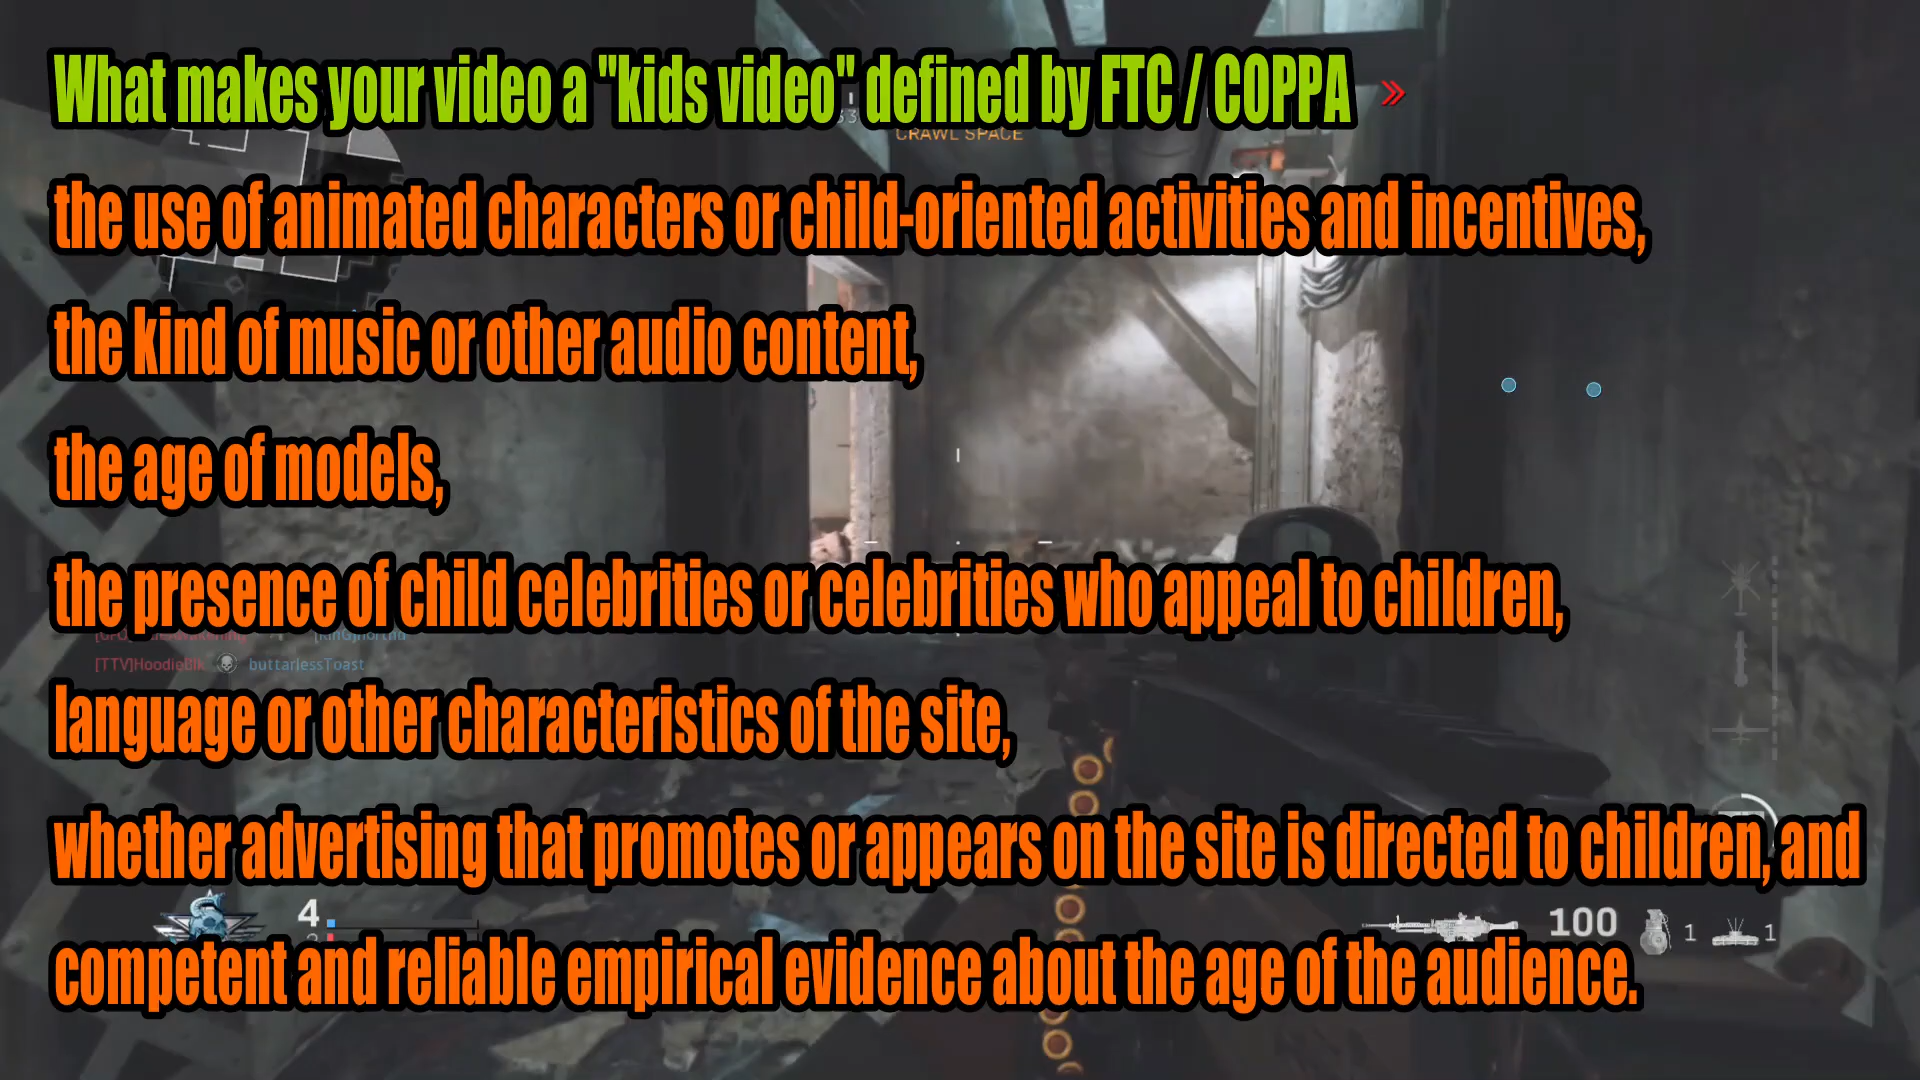 What makes your video a "kids video" defined by FTC / COPPA »
CRAWL SPACE
the use of animated characters or child-oriented activities and incentives,
the kind of music or other audio content,
the age of models,
the presence of child celebrities or celebrities who appeal to children,
[TTV]HoodieBlk buttarlessToast
language or other characteristics of the site,
whether advertising that promotes or appears on the site is directed to children, and
4 100 1 1
competent and reliable empirical evidence about the age of the audience.